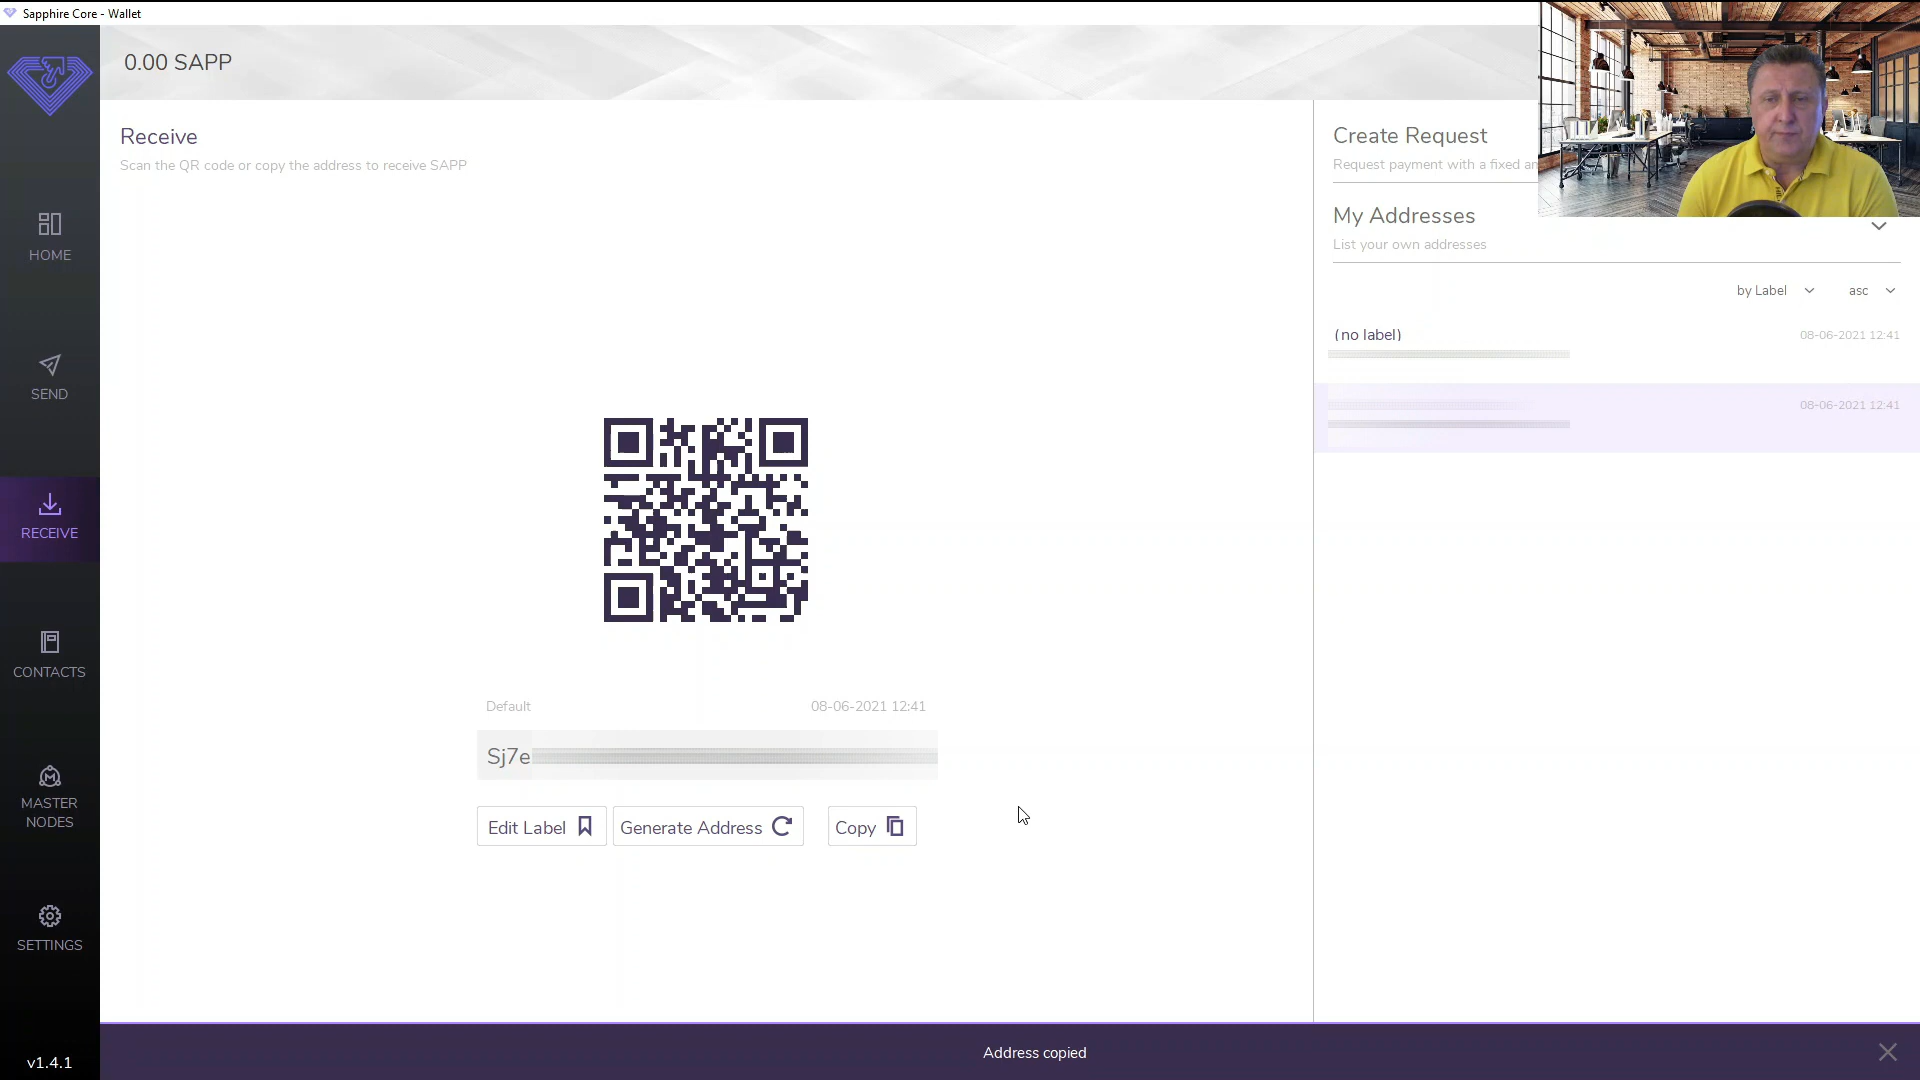 Sapphire Core - Wallet
0.00 SAPP
HOME
SEND
RECEIVE
CONTACTS
MASTER
NODES
SETTINGS
v1.4.1
Receive
Scan the QR code or copy the address to receive SAPP
Default
08-06-2021 12:41
Sj7e
Edit Label
Generate Address
Copy
Create Request
Request payment with a fixed
My Addresses
List your own addresses
by Label
asc
(no label)
08-06-2021 12:41
08-06-2021 12:41
Address copied